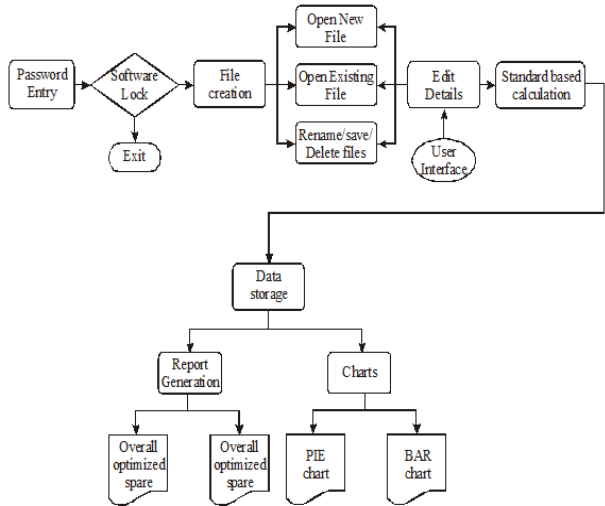 Open New
File
Password
Entry
Software
Lock
File
creation
Open Existing
File
Edit
Details
Standard based
calculation
Rename/save/
Delete files
Exit
User
Interface
Data
storage
Report
Generation
Charts
Overall
optimized
spare
Overall
optimized
spare
PIE
chart
BAR
chart